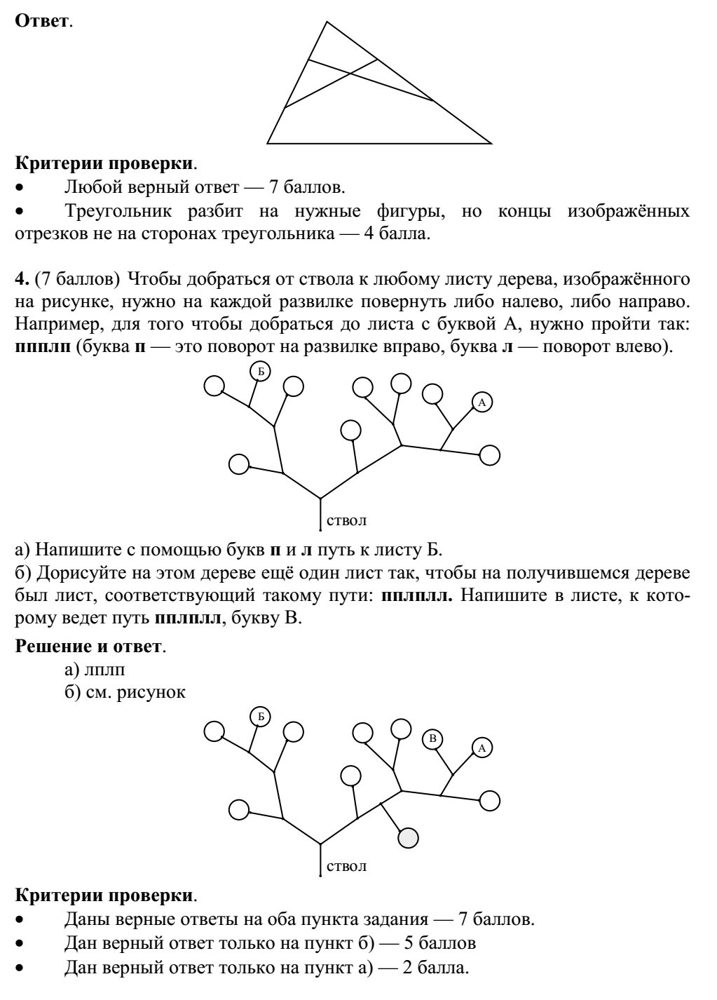 Ответ.
Критерии проверки.
• Любой верный ответ — 7 баллов.
• Треугольник разбит на нужные фигуры, но концы изображённых
отрезков не на сторонах треугольника — 4 балла.
4. (7 баллов) Чтобы добраться от ствола к любому листу дерева, изображённого
на рисунке, нужно на каждой развилке повернуть либо налево, либо направо.
Например, для того чтобы добраться до листа с буквой А, нужно пройти так:
ппплп (буква п — это поворот на развилке вправо, буква л — поворот влево).
Б
А
ствол
а) Напишите с помощью букв п и л путь к листу Б.
б) Дорисуйте на этом дереве ещё один лист так, чтобы на получившемся дереве
был лист, соответствующий такому пути: пплплл. Напишите в листе, к кото-
рому ведет путь пплплл, букву В.
Решение и ответ.
а) лплп
б) см. рисунок
Б
В
А
ствол
Критерии проверки.
• Даны верные ответы на оба пункта задания — 7 баллов.
• Дан верный ответ только на пункт б) — 5 баллов
• Дан верный ответ только на пункт а) — 2 балла.